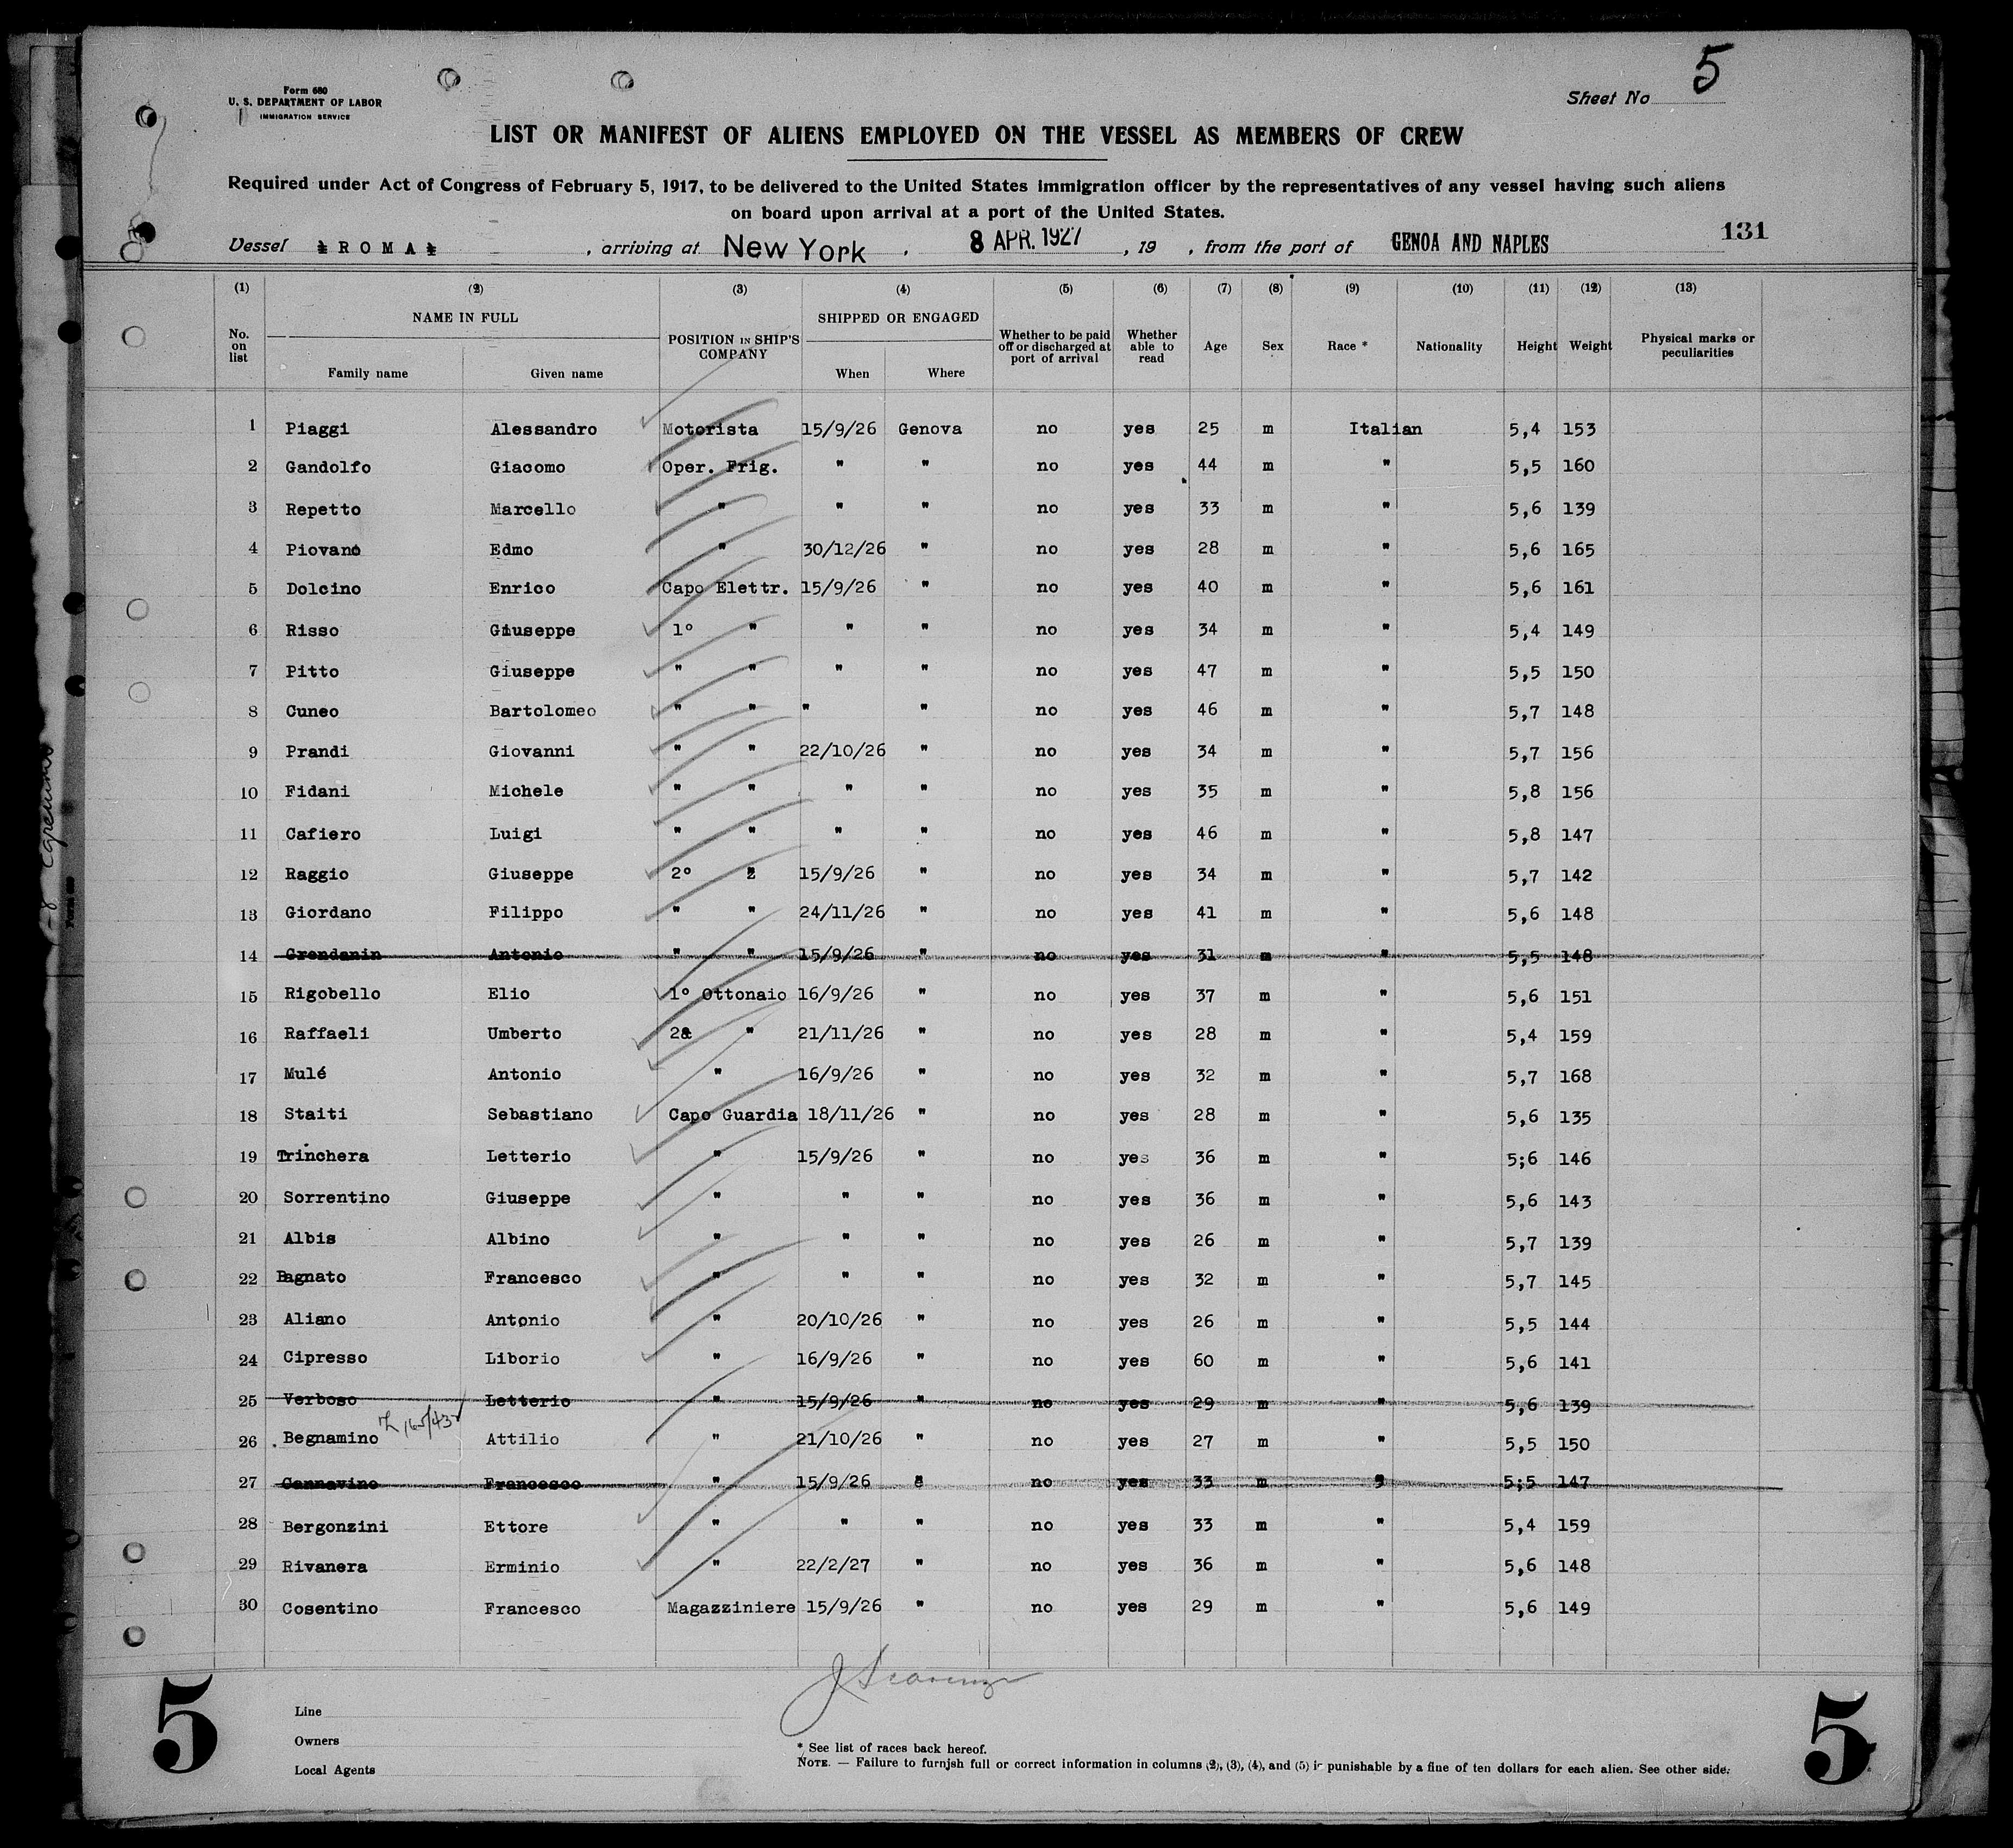 5
Form 680
U. S. DEPARTMENT OF LABOR
IMMIGRATION SERVICE
Sheet No
LIST OR MANIFEST OF ALIENS EMPLOYED ON THE VESSEL AS MEMBERS OF CREW
Required under Act of Congress of February 5, 1917, to be delivered to the United States immigration officer by the representatives of any vessel having such aliens
on board upon arrival at a port of the United States.
131
Vessel ROMA , arriving at New York , 8 APR. 1927 , 19 , from the port of GENOA AND NAPLES
(1) (2) (3) (4) (5) (6) (7) (8) (9) (10) (11) (12) (13)
No. on list NAME IN FULL Family name Given name POSITION IN SHIP'S COMPANY SHIPPED OR ENGAGED When Where Whether to be paid off or discharged at port of arrival Whether able to read Age Sex Race * Nationality Height Weight Physical marks or peculiarities
1 Piaggi Alessandro Motorista 15/9/26 Genova no yes 25 m Italian 5,4 153
2 Gandolfo Giacomo Oper. Frig. " " no yes 44 m " 5,5 160
3 Repetto Marcello " " " no yes 33 m " 5,6 139
4 Piovano Edmo " 30/12/26 " no yes 28 m " 5,6 165
5 Dolcino Enrico Capo Elettr. 15/9/26 " no yes 40 m " 5,6 161
6 Risso Giuseppe 1° " " " no yes 34 m " 5,4 149
7 Pitto Giuseppe " " " " no yes 47 m " 5,5 150
8 Cuneo Bartolomeo " " " " no yes 46 m " 5,7 148
9 Prandi Giovanni " " 22/10/26 " no yes 34 m " 5,7 156
10 Fidani Michele " " " " no yes 35 m " 5,8 156
11 Cafiero Luigi " " " " no yes 46 m " 5,8 147
12 Raggio Giuseppe 2° " 15/9/26 " no yes 34 m " 5,7 142
13 Giordano Filippo " " 24/11/26 " no yes 41 m " 5,6 148
14 Grendanin Antonio " " 15/9/26 " no yes 31 m " 5,5 148
15 Rigobello Elio 1° Ottonaio 16/9/26 " no yes 37 m " 5,6 151
16 Raffaeli Umberto 2& " 21/11/26 " no yes 28 m " 5,4 159
17 Mulé Antonio " 16/9/26 " no yes 32 m " 5,7 168
18 Staiti Sebastiano Capo Guardia 18/11/26 " no yes 28 m " 5,6 135
19 Trinchera Letterio " 15/9/26 " no yes 36 m " 5;6 146
20 Sorrentino Giuseppe " " " no yes 36 m " 5,6 143
21 Albis Albino " " " no yes 26 m " 5,7 139
22 Bagnato Francesco " " " no yes 32 m " 5,7 145
23 Aliano Antonio " 20/10/26 " no yes 26 m " 5,5 144
24 Cipresso Liborio " 16/9/26 " no yes 60 m " 5,6 141
25 Verboso Letterio " 15/9/26 " no yes 29 m " 5,6 139
26 Begnamino Attilio " 21/10/26 " no yes 27 m " 5,5 150
27 Cannavino Francesco " 15/9/26 " no yes 33 m " 5;5 147
28 Bergonzini Ettore " " " no yes 33 m " 5,4 159
29 Rivanera Erminio " 22/2/27 " no yes 36 m " 5,6 148
30 Cosentino Francesco Magazziniere 15/9/26 " no yes 29 m " 5,6 149
5
5
Line
Owners
Local Agents
* See list of races back hereof.
NOTE. — Failure to furnish full or correct information in columns (2), (3), (4), and (5) is punishable by a fine of ten dollars for each alien. See other side.